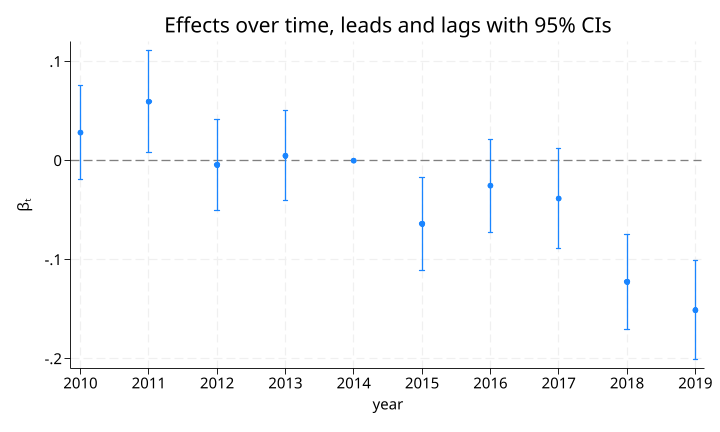 Effects over time, leads and lags with 95% CIs
.1
0
-.1
-.2
βₜ
2010 2011 2012 2013 2014 2015 2016 2017 2018 2019
year